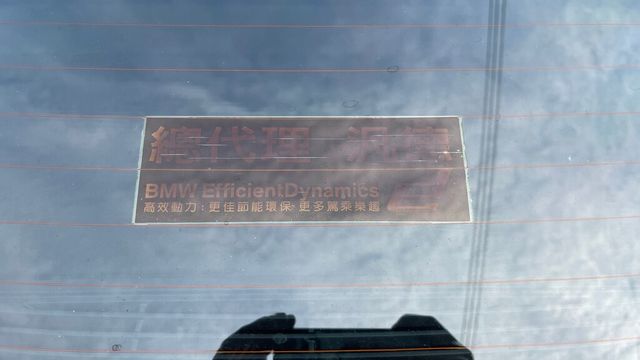 總代理 汎德
BMW EfficientDynamics
高效動力：更佳節能環保 更多駕乘樂趣